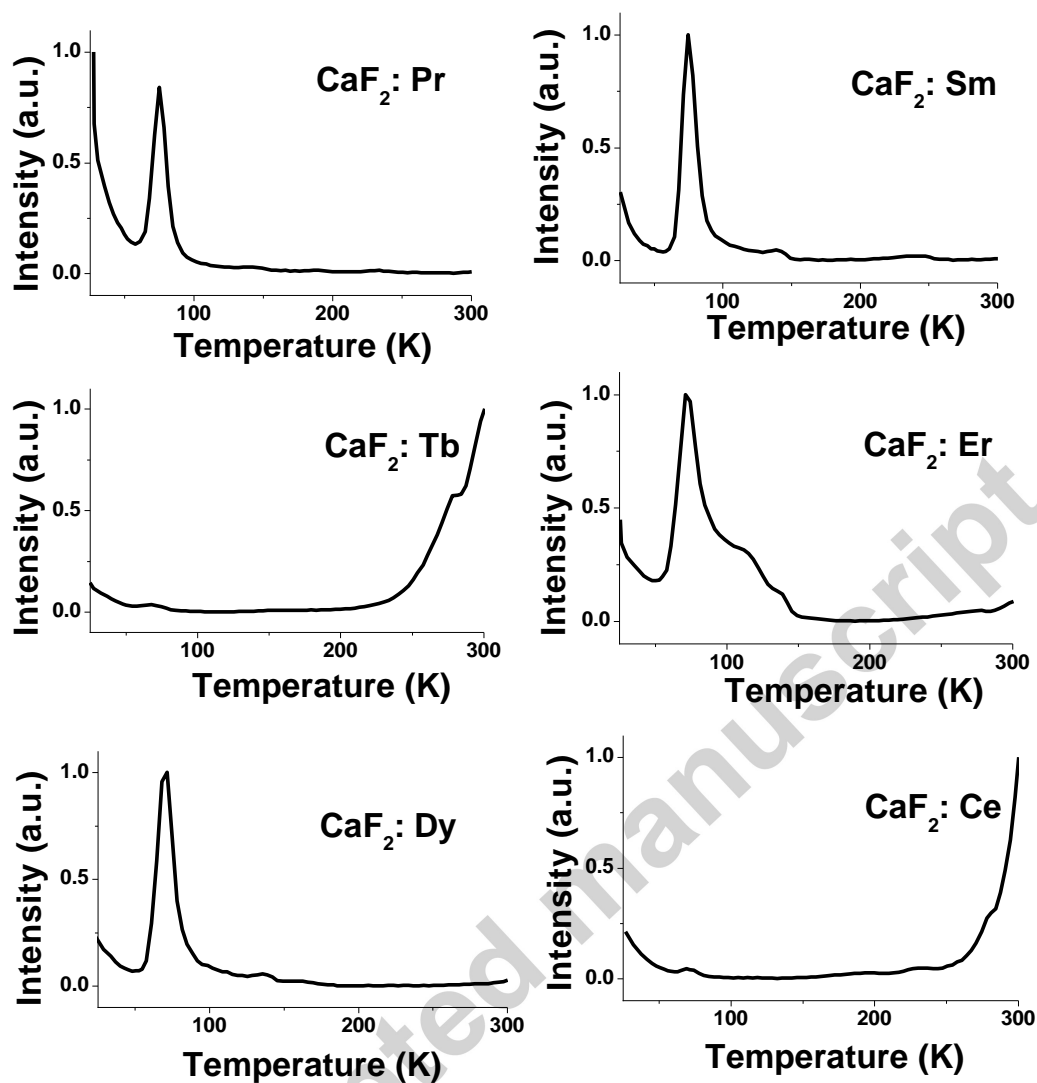 CaF₂: Pr
Intensity (a.u.)
1.0
0.5
0.0
100
200
300
Temperature (K)
CaF₂: Sm
Intensity (a.u.)
1.0
0.5
0.0
100
200
300
Temperature (K)
CaF₂: Tb
Intensity (a.u.)
1.0
0.5
0.0
100
200
300
Temperature (K)
CaF₂: Er
Intensity (a.u.)
1.0
0.5
0.0
100
200
300
Temperature (K)
CaF₂: Dy
Intensity (a.u.)
1.0
0.5
0.0
100
200
300
Temperature (K)
CaF₂: Ce
Intensity (a.u.)
1.0
0.5
0.0
100
200
300
Temperature (K)
ted manuscript